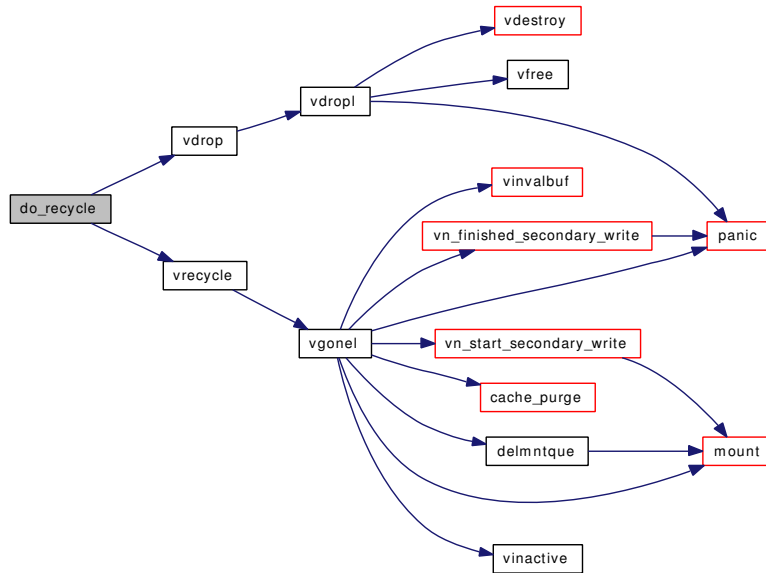 vdestroy
vfree
vdropl
vdrop
vinvalbuf
do_recycle
vn_finished_secondary_write
panic
vrecycle
vgonel
vn_start_secondary_write
cache_purge
delmntque
mount
vinactive